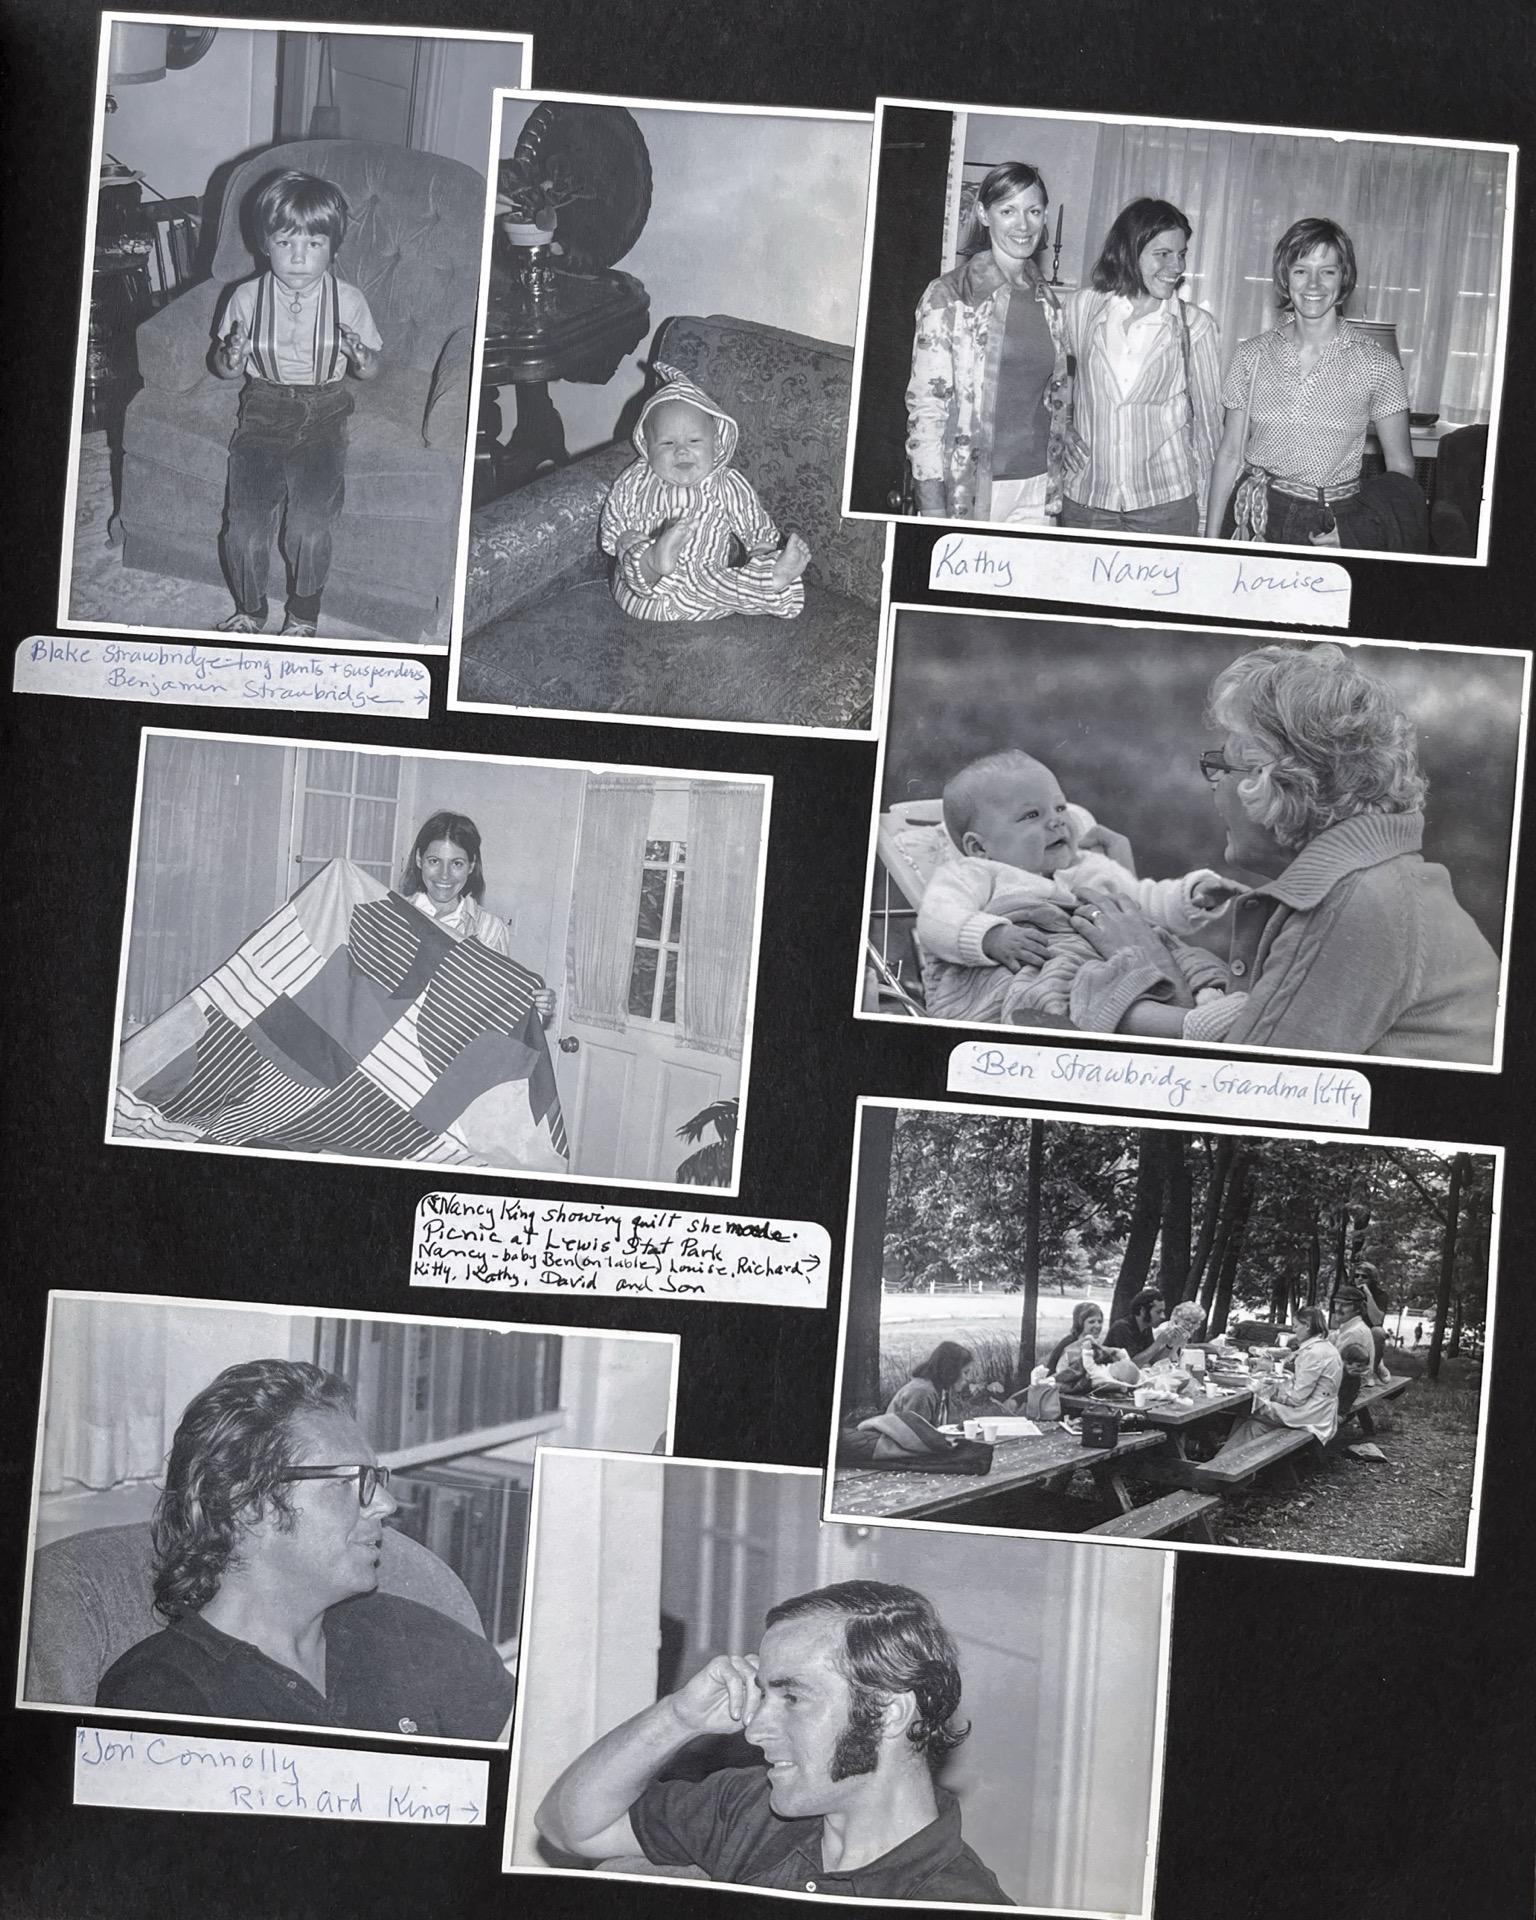 Blake Strawbridge-long pants + suspenders
Benjamin Strawbridge →
Kathy Nancy Louise
'Ben' Strawbridge - Grandma Kitty
Nancy King showing quilt she made.
Picnic at Lewis Stat Park →
Nancy-baby Ben(on table) Louise, Richard,
Kitty, Kathy, David and Jon
'Jon' Connolly
Richard King →